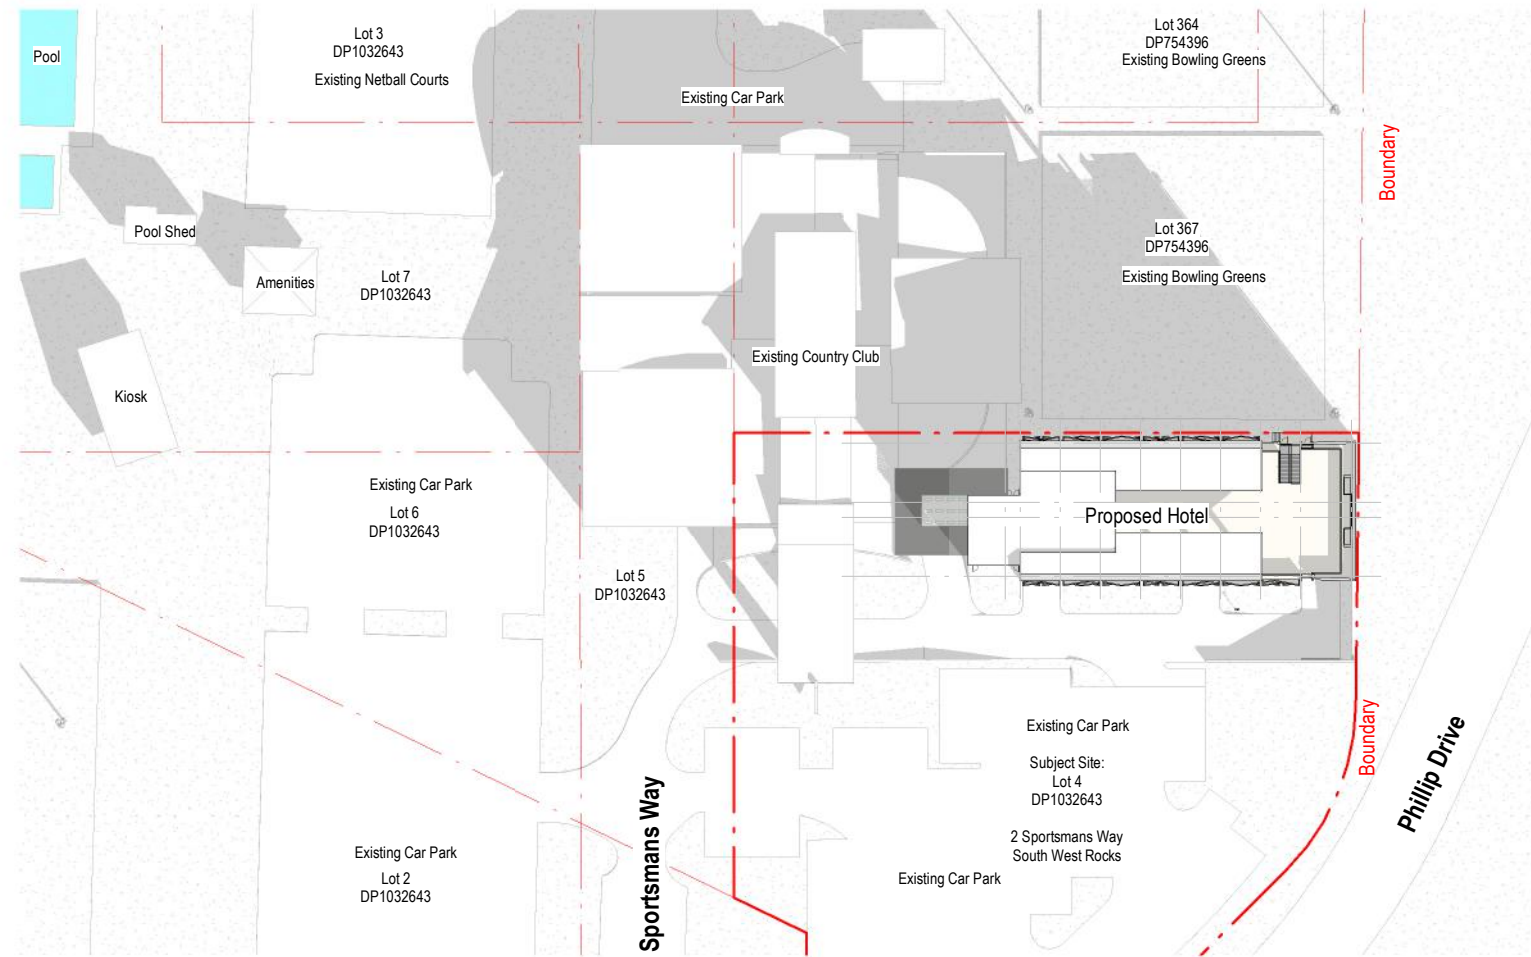 Lot 3
DP1032643
Existing Netball Courts
Pool
Existing Car Park
Lot 364
DP754396
Existing Bowling Greens
Boundary
Pool Shed
Amenities
Lot 7
DP1032643
Lot 367
DP754396
Existing Bowling Greens
Kiosk
Existing Country Club
Existing Car Park
Lot 6
DP1032643
Proposed Hotel
Lot 5
DP1032643
Existing Car Park
Subject Site:
Lot 4
DP1032643
2 Sportsmans Way
South West Rocks
Boundary
Phillip Drive
Sportsmans Way
Existing Car Park
Lot 2
DP1032643
Existing Car Park